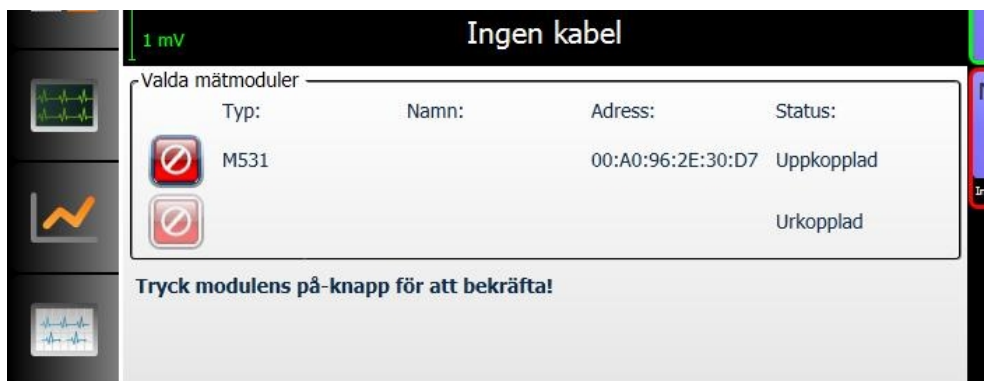 1 mV
Ingen kabel
Valda mätmoduler
Typ: Namn: Adress: Status:
M531 00:A0:96:2E:30:D7 Uppkopplad
Urkopplad
Tryck modulens på-knapp för att bekräfta!